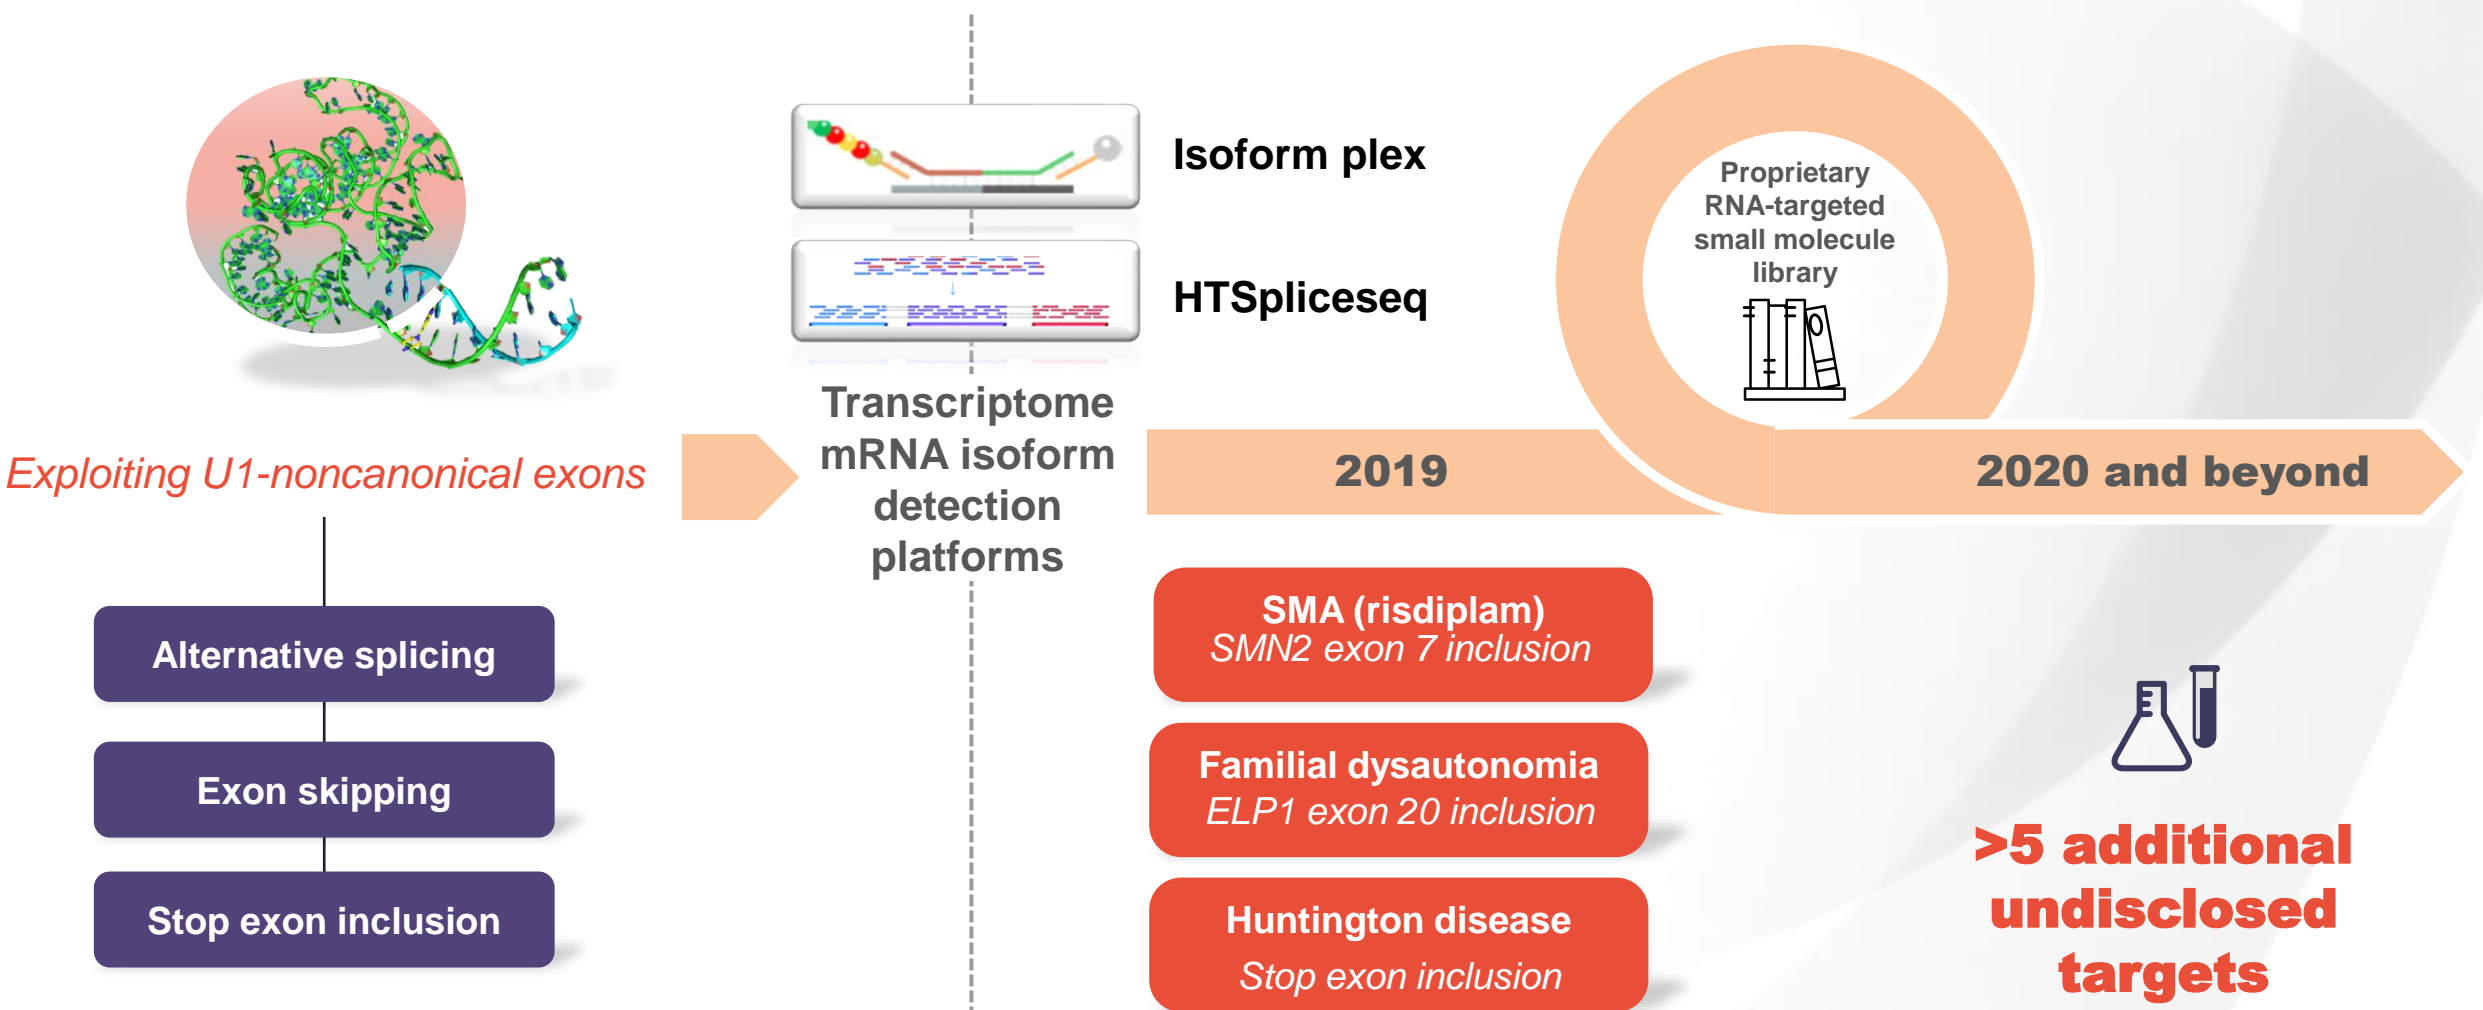 Exploiting U1-noncanonical exons
Alternative splicing
Exon skipping
Stop exon inclusion
Isoform plex
HTSpliceseq
Transcriptome
mRNA isoform
detection
platforms
Proprietary
RNA-targeted
small molecule
library
2019
2020 and beyond
SMA (risdiplam)
SMN2 exon 7 inclusion
Familial dysautonomia
ELP1 exon 20 inclusion
Huntington disease
Stop exon inclusion
>5 additional
undisclosed
targets